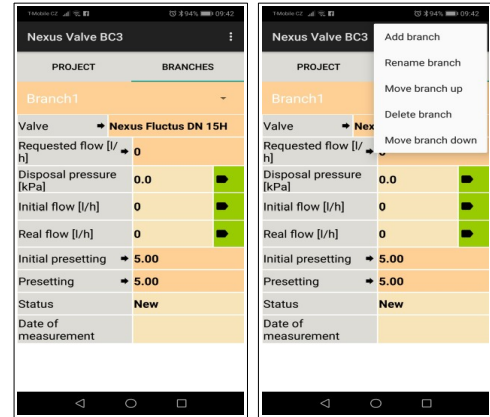 T-Mobile CZ 94% 09:42
Nexus Valve BC3
PROJECT BRANCHES
Branch1
Valve Nexus Fluctus DN 15H
Requested flow [l/
h] 0
Disposal pressure
[kPa] 0.0
Initial flow [l/h] 0
Real flow [l/h] 0
Initial presetting 5.00
Presetting 5.00
Status New
Date of
measurement
T-Mobile CZ 94% 09:42
Nexus Valve BC3
Add branch
Rename branch
Move branch up
Delete branch
Move branch down
PROJECT
Branch1
Valve Nex
Requested flow [l/
h]
Disposal pressure
[kPa] 0.0
Initial flow [l/h] 0
Real flow [l/h] 0
Initial presetting 5.00
Presetting 5.00
Status New
Date of
measurement